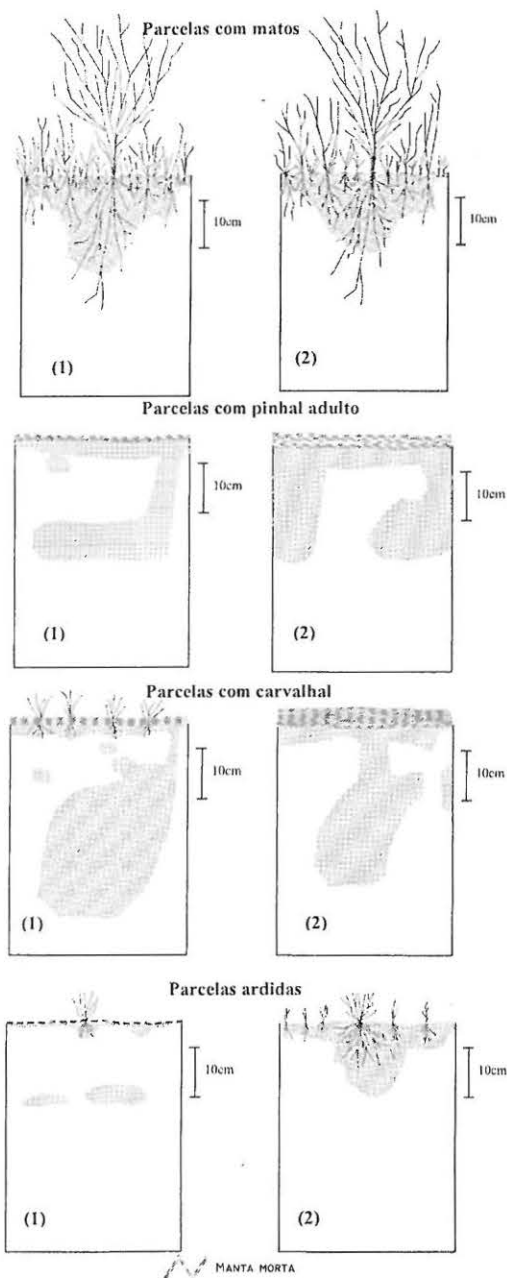 Parcelas com matos
10cm
10cm
(1)
(2)
Parcelas com pinhal adulto
10cm
10cm
(1)
(2)
Parcelas com carvalhal
10cm
10cm
(1)
(2)
Parcelas ardidas
10cm
10cm
(1)
(2)
MANTA MORTA